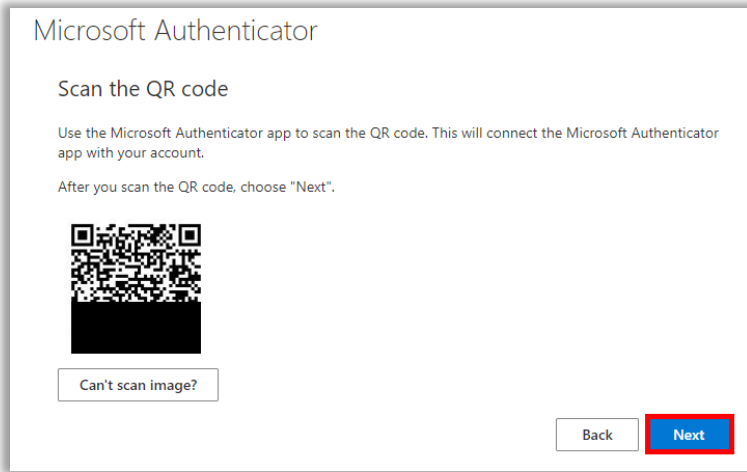 Microsoft Authenticator
Scan the QR code
Use the Microsoft Authenticator app to scan the QR code. This will connect the Microsoft Authenticator
app with your account.
After you scan the QR code, choose "Next".
Can't scan image?
Back
Next